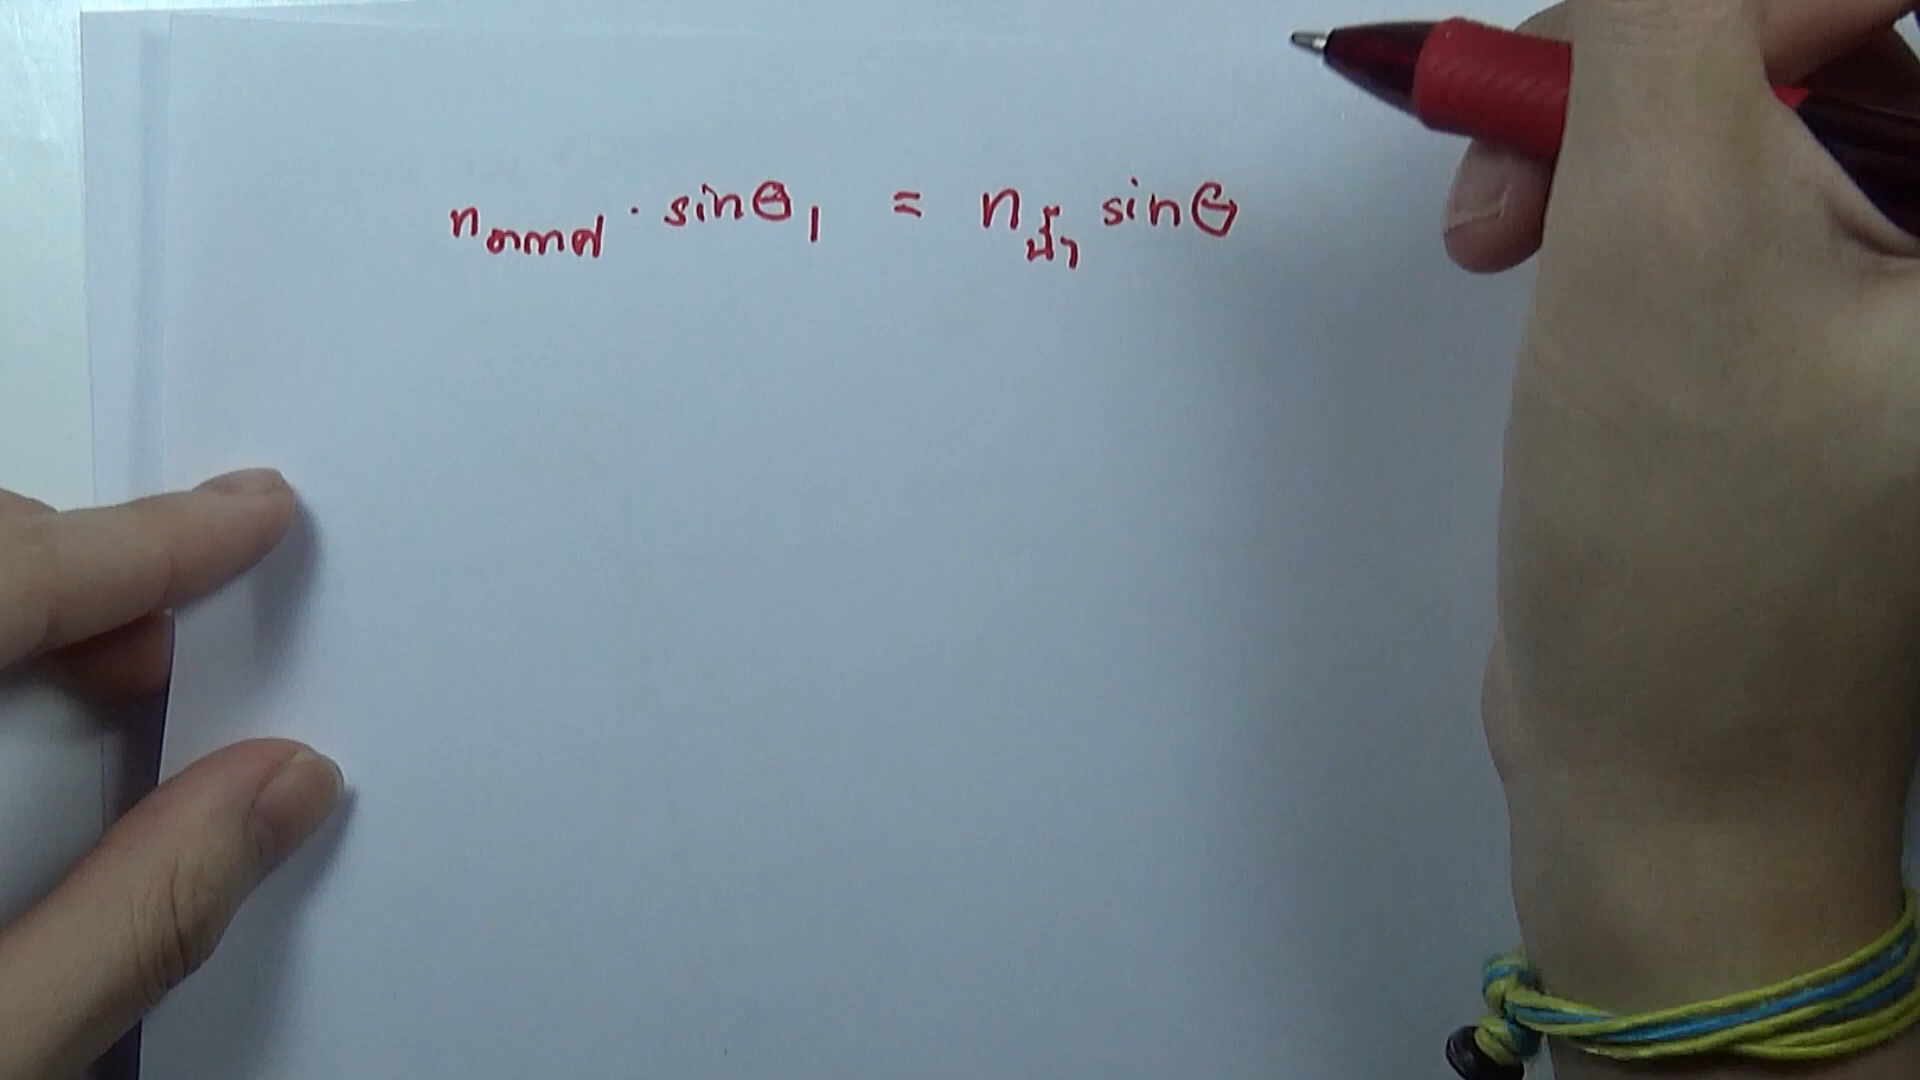 nอากาศ · sinθ₁ = nน้ำ sinθ